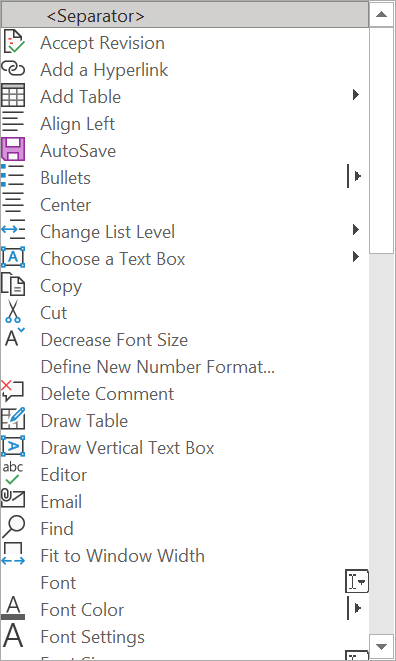 <Separator>
Accept Revision
Add a Hyperlink
Add Table
Align Left
AutoSave
Bullets
Center
Change List Level
Choose a Text Box
Copy
Cut
Decrease Font Size
Define New Number Format...
Delete Comment
Draw Table
Draw Vertical Text Box
abc Editor
Email
Find
Fit to Window Width
Font
Font Color
Font Settings